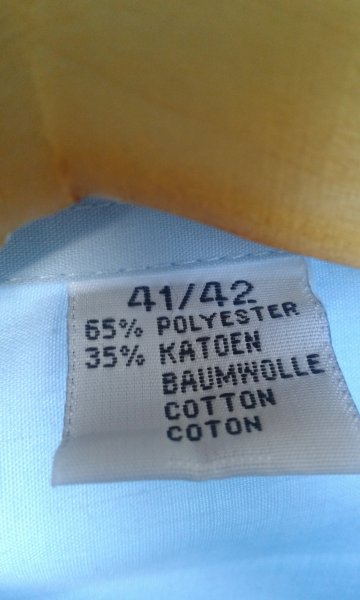 41/42
65% POLYESTER
35% KATOEN
BAUMWOLLE
COTTON
COTON